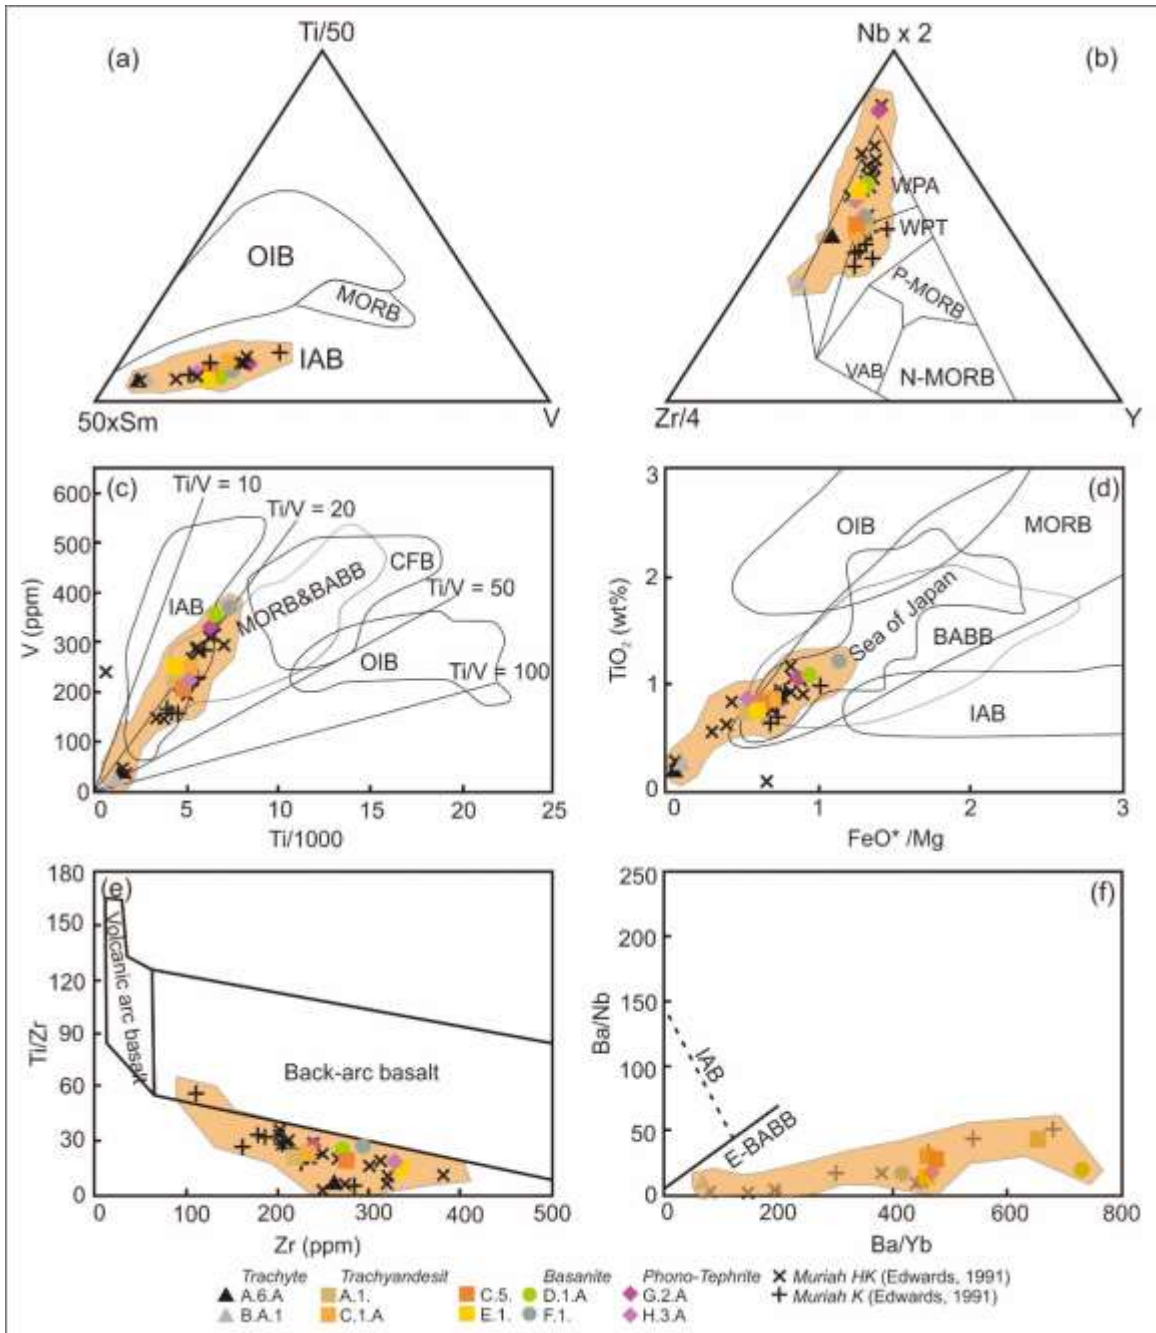 Ti/50
(a)
OIB
MORB
IAB
50xSm
V
Nb x 2
(b)
WPA
WPT
P-MORB
VAB
N-MORB
Zr/4
Y
(c)
Ti/V = 10
Ti/V = 20
600
500
400
300
200
100
0
V (ppm)
IAB
MORB&BABB
CFB
Ti/V = 50
OIB
Ti/V = 100
0 5 10 15 20 25
Ti/1000
(d)
3
2
1
0
TiO2 (wt%)
OIB
MORB
Sea of Japan
BABB
IAB
0 1 2 3
FeO* /Mg
(e)
180
150
120
90
60
30
0
Ti/Zr
Volcanic arc basalt
Back-arc basalt
0 100 200 300 400 500
Zr (ppm)
(f)
250
200
150
100
50
0
Ba/Nb
IAB
E-BABB
0 200 400 600 800
Ba/Yb
Trachyte Trachyandesit Basanite Phono-Tephrite Muriah HK (Edwards, 1991)
A.6.A A.1. C.5. D.1.A G.2.A Muriah K (Edwards, 1991)
B.A.1 C.1.A E.1. F.1. H.3.A